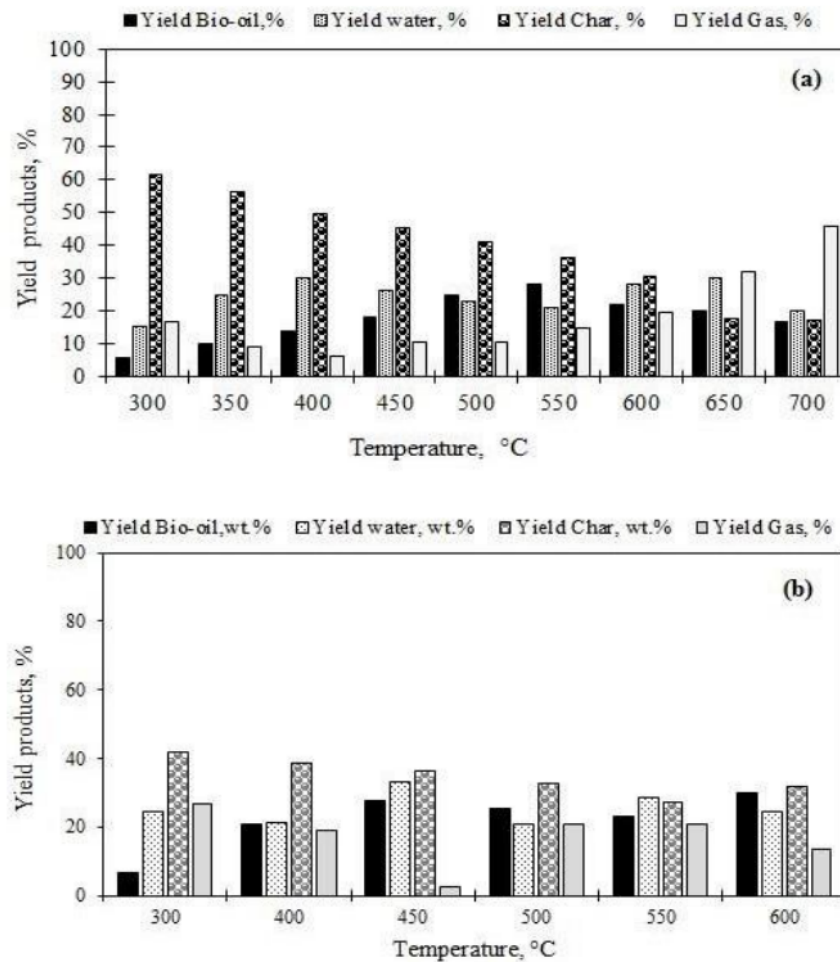 Yield Bio-oil,% Yield water, % Yield Char, % Yield Gas, %
(a)
100
90
80
70
60
50
40
30
20
10
0
Yield products, %
300 350 400 450 500 550 600 650 700
Temperature, °C
Yield Bio-oil,wt.% Yield water, wt.% Yield Char, wt.% Yield Gas, %
(b)
100
80
60
40
20
0
Yield products, %
300 400 450 500 550 600
Temperature, °C